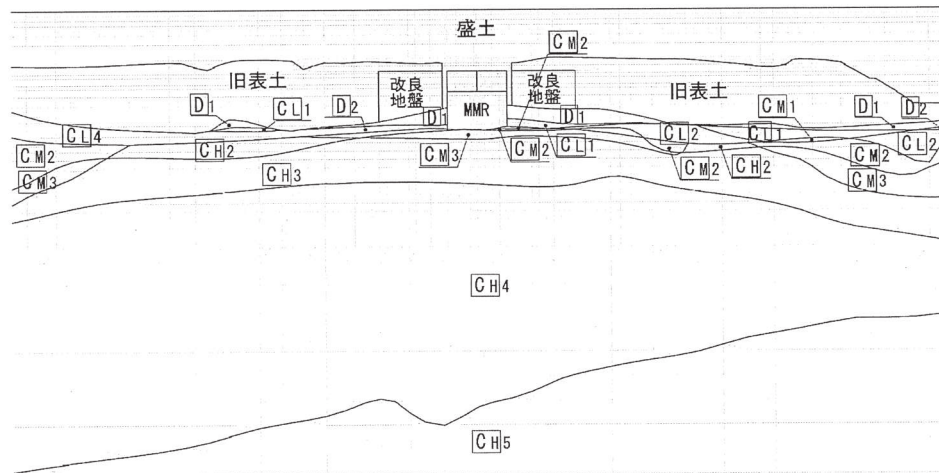 盛土
CM2
旧表土
改良
地盤
MMR
改良
地盤
旧表土
D1
CL1
D2
D1
D1
CM1
D1
D2
CL4
CH2
CM3
CM2
CL1
CL2
CL1
CL2
CM2
CM3
CH3
CM2
CH2
CM2
CM3
CH4
CH5